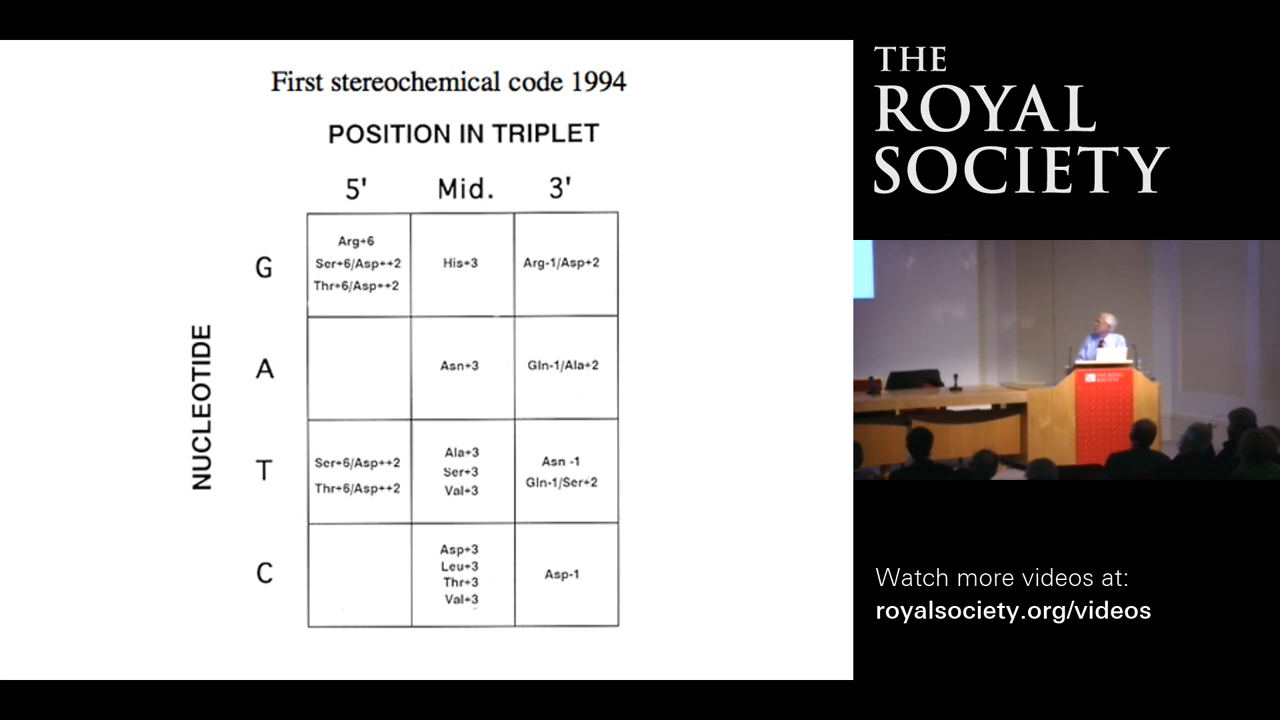 First stereochemical code 1994
POSITION IN TRIPLET
5' Mid. 3'
NUCLEOTIDE
G
Arg+6
Ser+6/Asp++2
Thr+6/Asp++2
His+3
Arg-1/Asp+2
A
Asn+3
Gln-1/Ala+2
T
Ser+6/Asp++2
Thr+6/Asp++2
Ala+3
Ser+3
Val+3
Asn -1
Gln-1/Ser+2
C
Asp+3
Leu+3
Thr+3
Val+3
Asp-1
THE
ROYAL
SOCIETY
THE ROYAL
SOCIETY
Watch more videos at:
royalsociety.org/videos